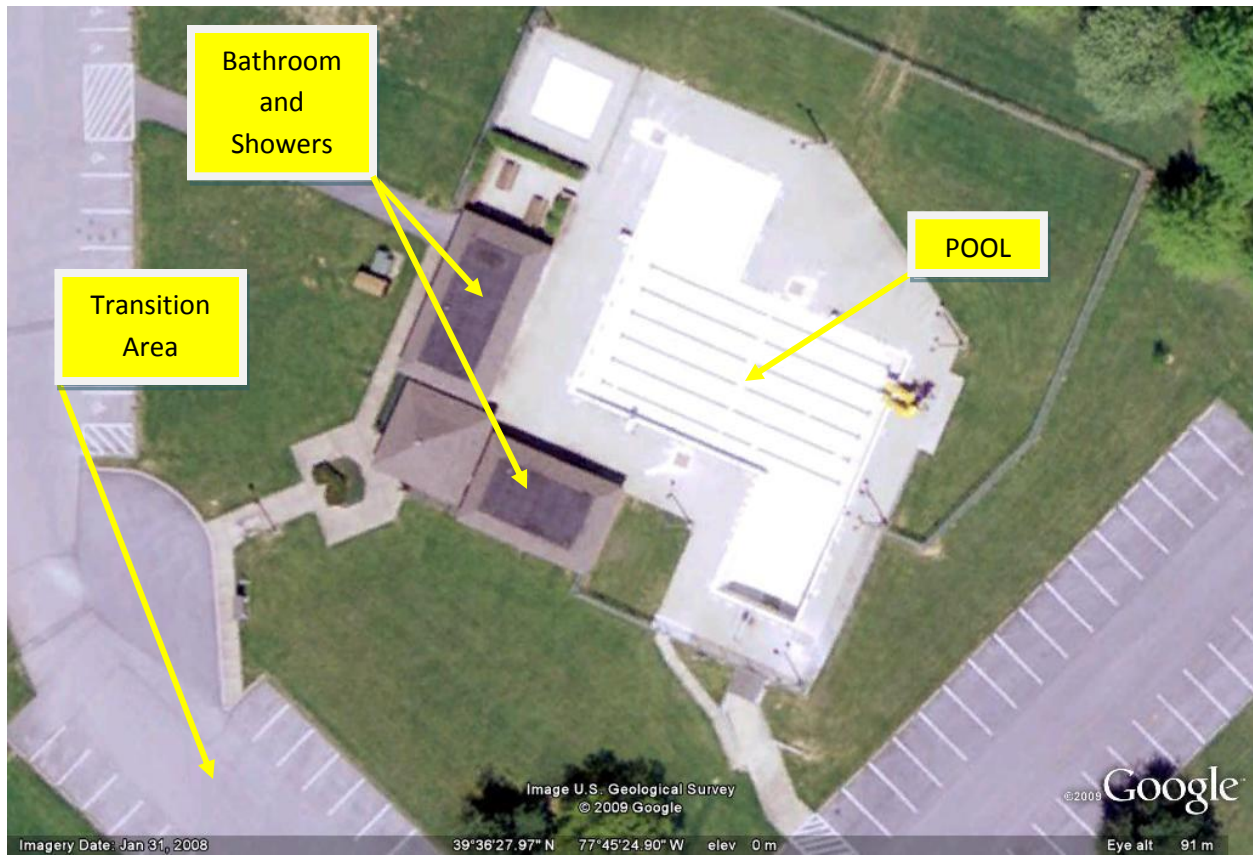 Bathroom
and
Showers
POOL
Transition
Area
Image U.S. Geological Survey
© 2009 Google
©2009 Google
Imagery Date: Jan 31, 2008 39°36'27.97" N 77°45'24.90" W elev 0 m Eye alt 91 m